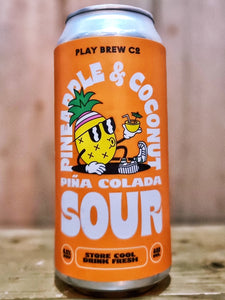 PLAY BREW CO
PINEAPPLE & COCONUT
PIÑA COLADA
SOUR
STORE COOL,
DRINK FRESH